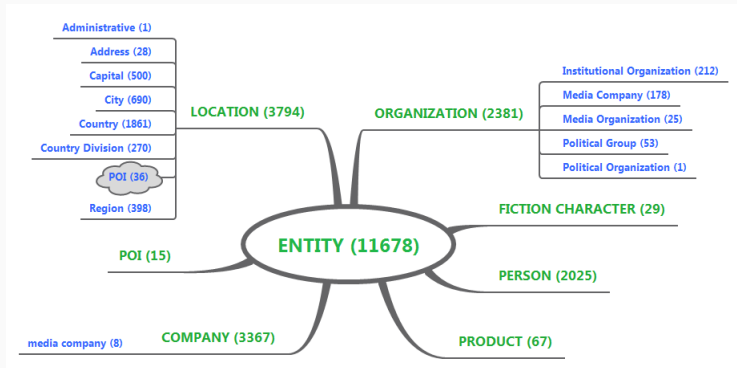 Administrative (1)
Address (28)
Capital (500)
City (690)
Country (1861)
Country Division (270)
POI (36)
Region (398)
LOCATION (3794)
ORGANIZATION (2381)
Institutional Organization (212)
Media Company (178)
Media Organization (25)
Political Group (53)
Political Organization (1)
FICTION CHARACTER (29)
ENTITY (11678)
POI (15)
PERSON (2025)
COMPANY (3367)
media company (8)
PRODUCT (67)